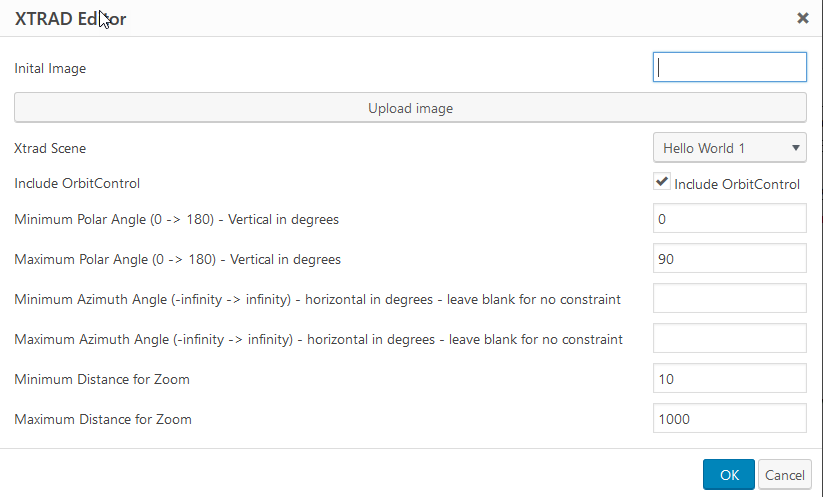 XTRAD Editor
Inital Image
Upload image
Xtrad Scene
Hello World 1
Include OrbitControl
Include OrbitControl
Minimum Polar Angle (0 -> 180) - Vertical in degrees
0
Maximum Polar Angle (0 -> 180) - Vertical in degrees
90
Minimum Azimuth Angle (-infinity -> infinity) - horizontal in degrees - leave blank for no constraint
Maximum Azimuth Angle (-infinity -> infinity) - horizontal in degrees - leave blank for no constraint
Minimum Distance for Zoom
10
Maximum Distance for Zoom
1000
OK
Cancel